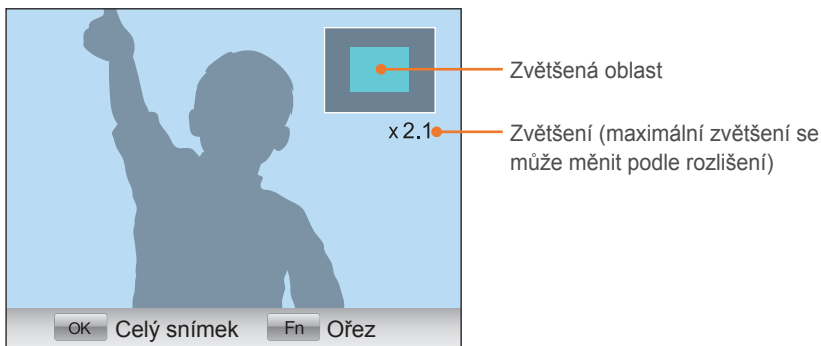 Zvětšená oblast
x 2.1
Zvětšení (maximální zvětšení se
může měnit podle rozlišení)
OK Celý snímek Fn Ořez